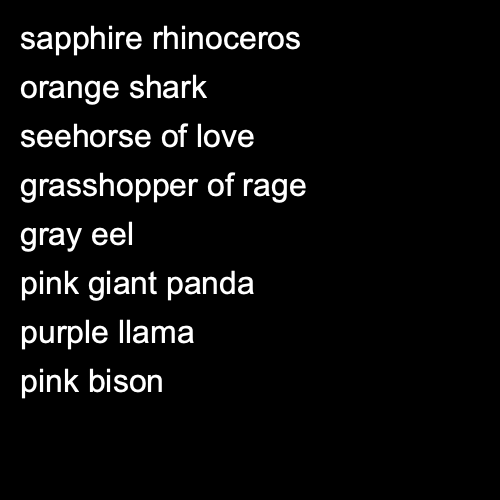 sapphire rhinoceros
orange shark
seehorse of love
grasshopper of rage
gray eel
pink giant panda
purple llama
pink bison